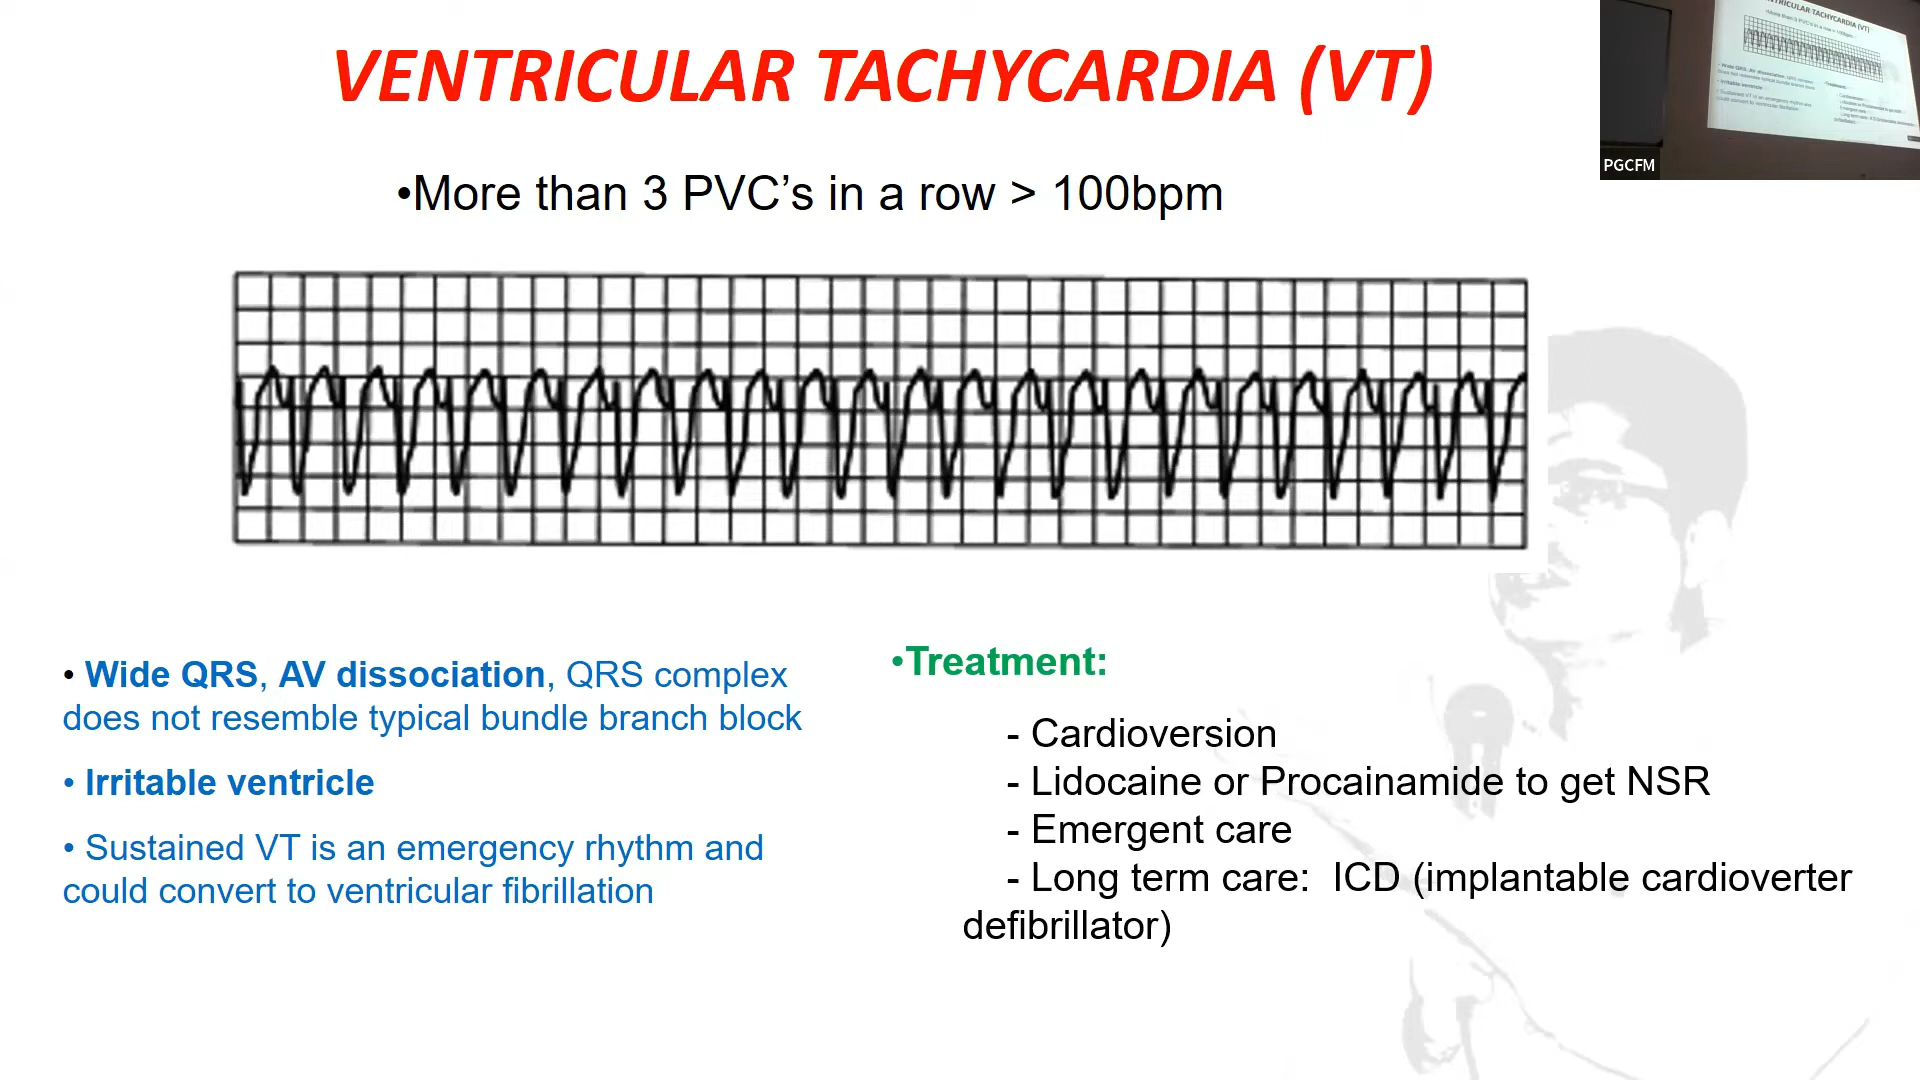 VENTRICULAR TACHYCARDIA (VT)
•More than 3 PVC’s in a row > 100bpm
• Wide QRS, AV dissociation, QRS complex
does not resemble typical bundle branch block
• Irritable ventricle
• Sustained VT is an emergency rhythm and
could convert to ventricular fibrillation
•Treatment:
- Cardioversion
- Lidocaine or Procainamide to get NSR
- Emergent care
- Long term care: ICD (implantable cardioverter
defibrillator)
PGCFM